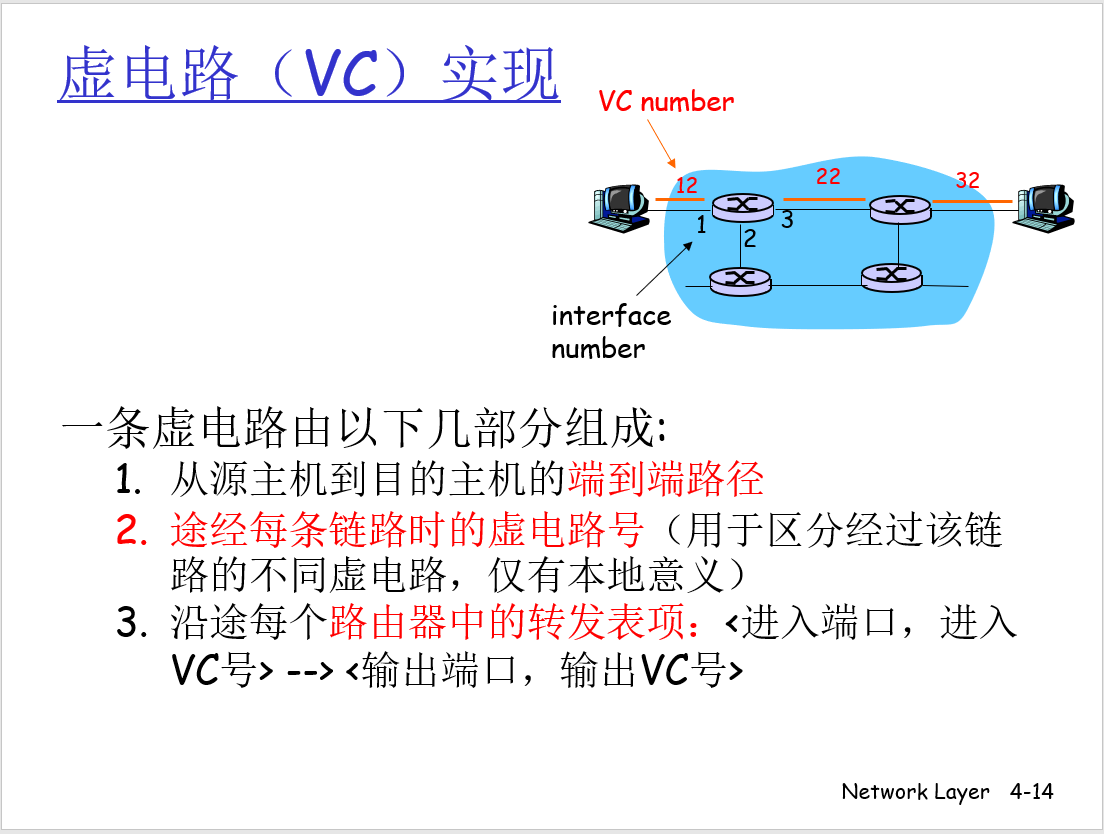 虚电路（VC）实现
VC number
12
22
32
1
2
3
interface
number
一条虚电路由以下几部分组成:
1. 从源主机到目的主机的端到端路径
2. 途经每条链路时的虚电路号（用于区分经过该链
路的不同虚电路，仅有本地意义）
3. 沿途每个路由器中的转发表项：<进入端口，进入
VC号> --> <输出端口，输出VC号>
Network Layer 4-14